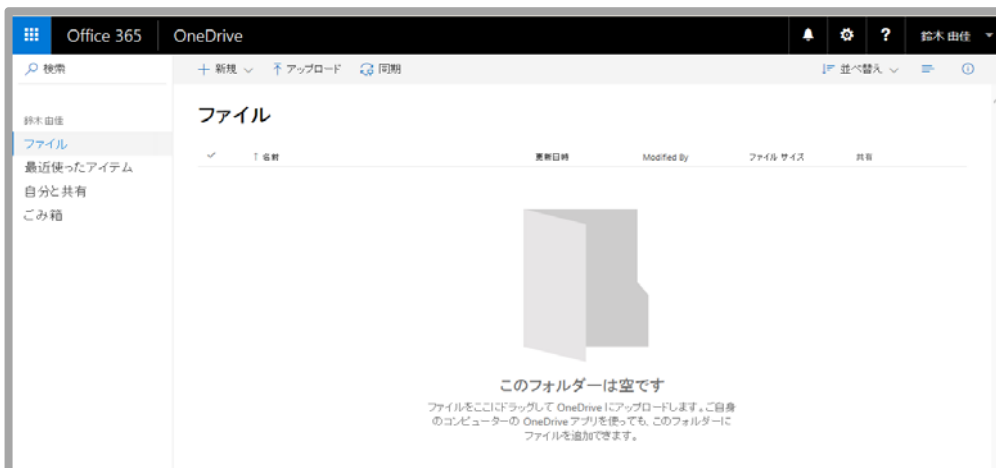 Office 365 OneDrive ? 鈴木 由佳
検索
新規 アップロード 同期 並べ替え
鈴木 由佳
ファイル
最近使ったアイテム
自分と共有
ごみ箱
ファイル
名前 更新日時 Modified By ファイル サイズ 共有
このフォルダーは空です
ファイルをここにドラッグして OneDrive にアップロードします。ご自身
のコンピューターの OneDrive アプリを使っても、このフォルダーに
ファイルを追加できます。